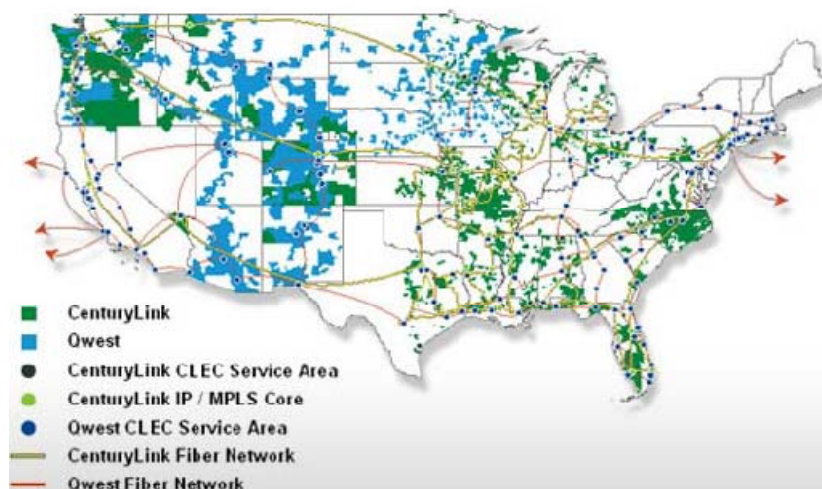 CenturyLink
Qwest
CenturyLink CLEC Service Area
CenturyLink IP / MPLS Core
Qwest CLEC Service Area
CenturyLink Fiber Network
Qwest Fiber Network